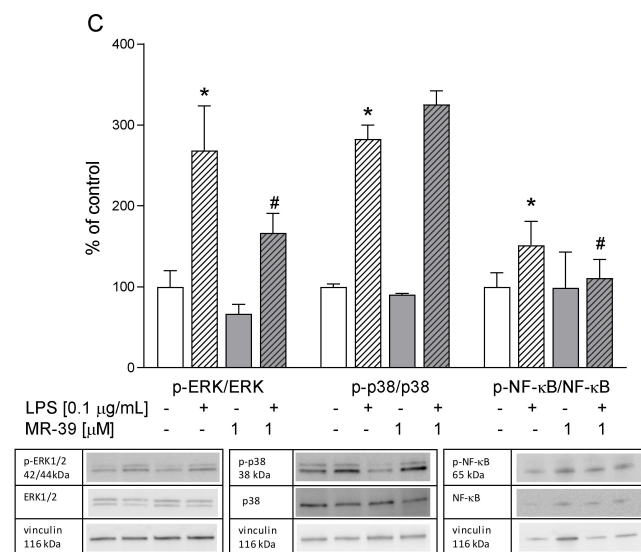 C
400
300
200
100
0
% of control
*
#
*
*
#
p-ERK/ERK p-p38/p38 p-NF-κB/NF-κB
LPS [0.1 μg/mL] - + - + - + - + - + - +
MR-39 [μM] - - 1 1 - - 1 1 - - 1 1
p-ERK1/2
42/44kDa
ERK1/2
vinculin
116 kDa
p-p38
38 kDa
p38
vinculin
116 kDa
p-NF-κB
65 kDa
NF-κB
vinculin
116 kDa